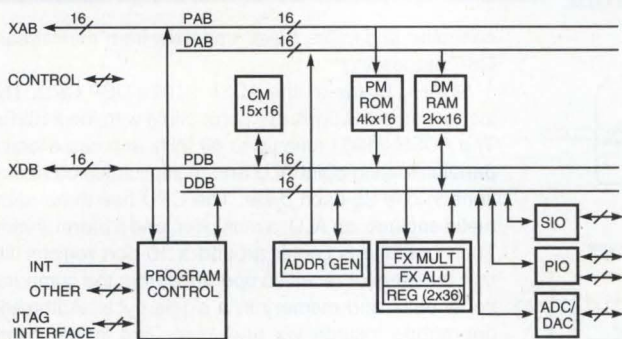 XAB 16 PAB 16
DAB 16
CONTROL
CM
15x16
PM
ROM
4kx16
DM
RAM
2kx16
XDB 16 PDB 16
DDB 16
INT
TIMER
JTAG
INTERFACE
PROGRAM
CONTROL
ADDR GEN
FX MULT
FX ALU
REG (2x36)
SIO
PIO
ADC/
DAC